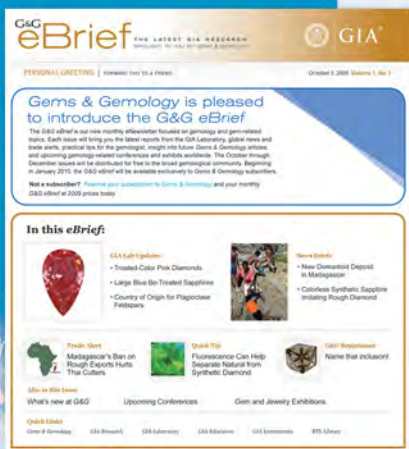 G&G
eBrief
THE LATEST GIA RESEARCH
BROUGHT TO YOU BY GEMS & GEMOLOGY
GIA®
PERSONAL GREETING | FORWARD THIS TO A FRIEND
October 5, 2009 Volume 1, No. 1
Gems & Gemology is pleased
to introduce the G&G eBrief
The G&G eBrief is our new monthly eNewsletter focused on gemology and gem-related
topics. Each issue will bring you the latest reports from the GIA Laboratory, global news and
trade alerts, practical tips for the gemologist, insight into future Gems & Gemology articles
and upcoming gemology-related conferences and exhibits worldwide. The October through
December issues will be distributed for free to the broad gemological community. Beginning
in January 2010, the G&G eBrief will be available exclusively to Gems & Gemology subscribers.
Not a subscriber? Reserve your subscription to Gems & Gemology and your monthly
G&G eBrief at 2009 prices today
In this eBrief:
GIA Lab Updates:
• Treated-Color Pink Diamonds
• Large Blue Be-Treated Sapphires
• Country of Origin for Plagioclase
Feldspars
News Briefs:
• New Demantoid Deposit
in Madagascar
• Colorless Synthetic Sapphire
Imitating Rough Diamond
Trade Alert
Madagascar's Ban on
Rough Exports Hurts
Thai Cutters
Quick Tip
Fluorescence Can Help
Separate Natural from
Synthetic Diamond
G&G Brainteaser
Name that inclusion!
Also in this Issue
What's new at G&G
Upcoming Conferences
Gem and Jewelry Exhibitions
Quick Links
Gems & Gemology
GIA Research
GIA Laboratory
GIA Education
GIA Instruments
RTL Library